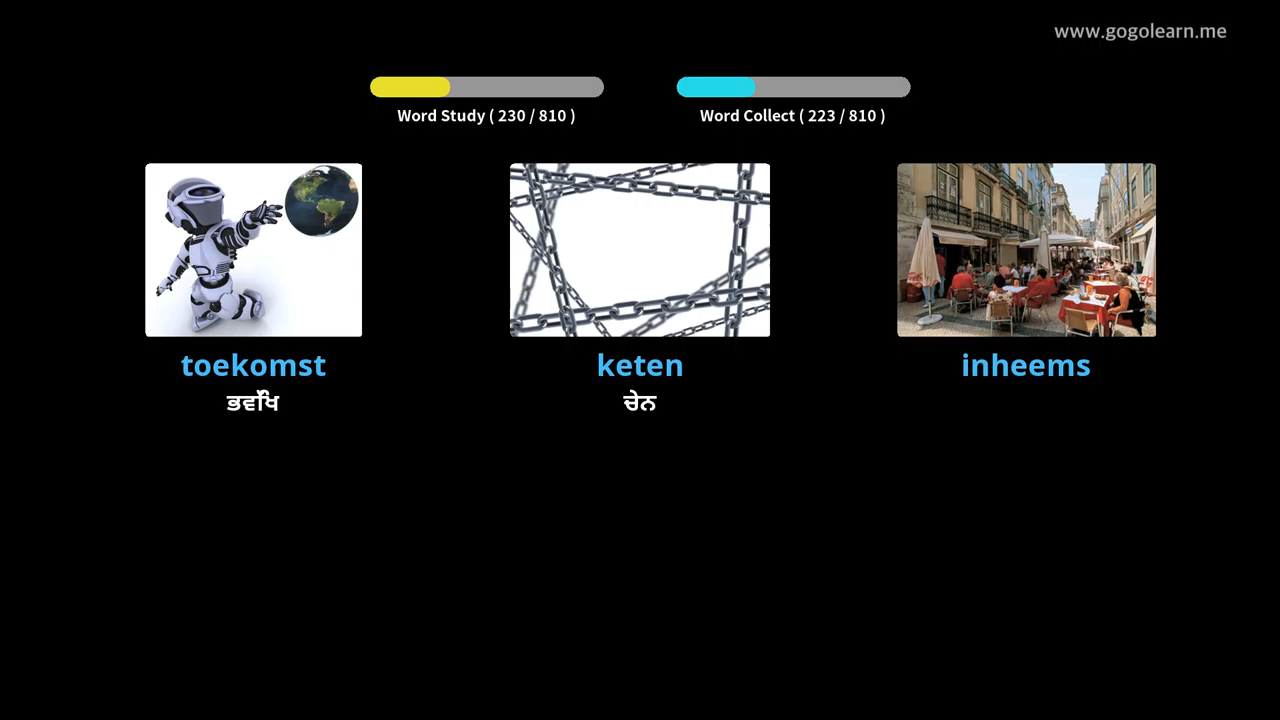 www.gogolearn.me
Word Study ( 230 / 810 )
Word Collect ( 223 / 810 )
toekomst
keten
inheems
ਭਵਿੱਖ
ਚੇਨ